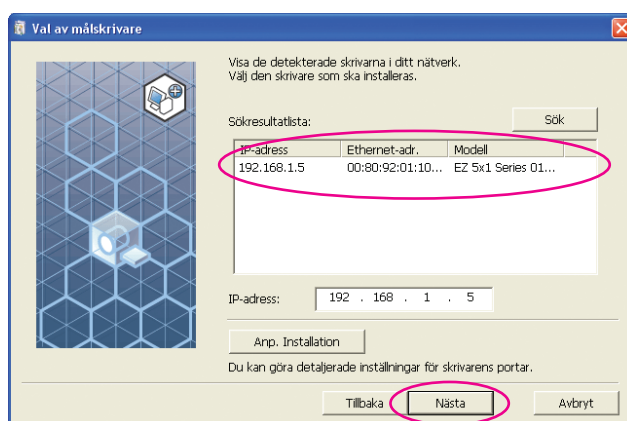 Val av målskrivare
Visa de detekterade skrivarna i ditt nätverk.
Välj den skrivare som ska installeras.
Sökresultatlista:
Sök
IP-adress Ethernet-adr. Modell
192.168.1.5 00:80:92:01:10... EZ 5x1 Series 01...
IP-adress: 192 . 168 . 1 . 5
Anp. Installation
Du kan göra detaljerade inställningar för skrivarens portar.
Tillbaka Nästa Avbryt